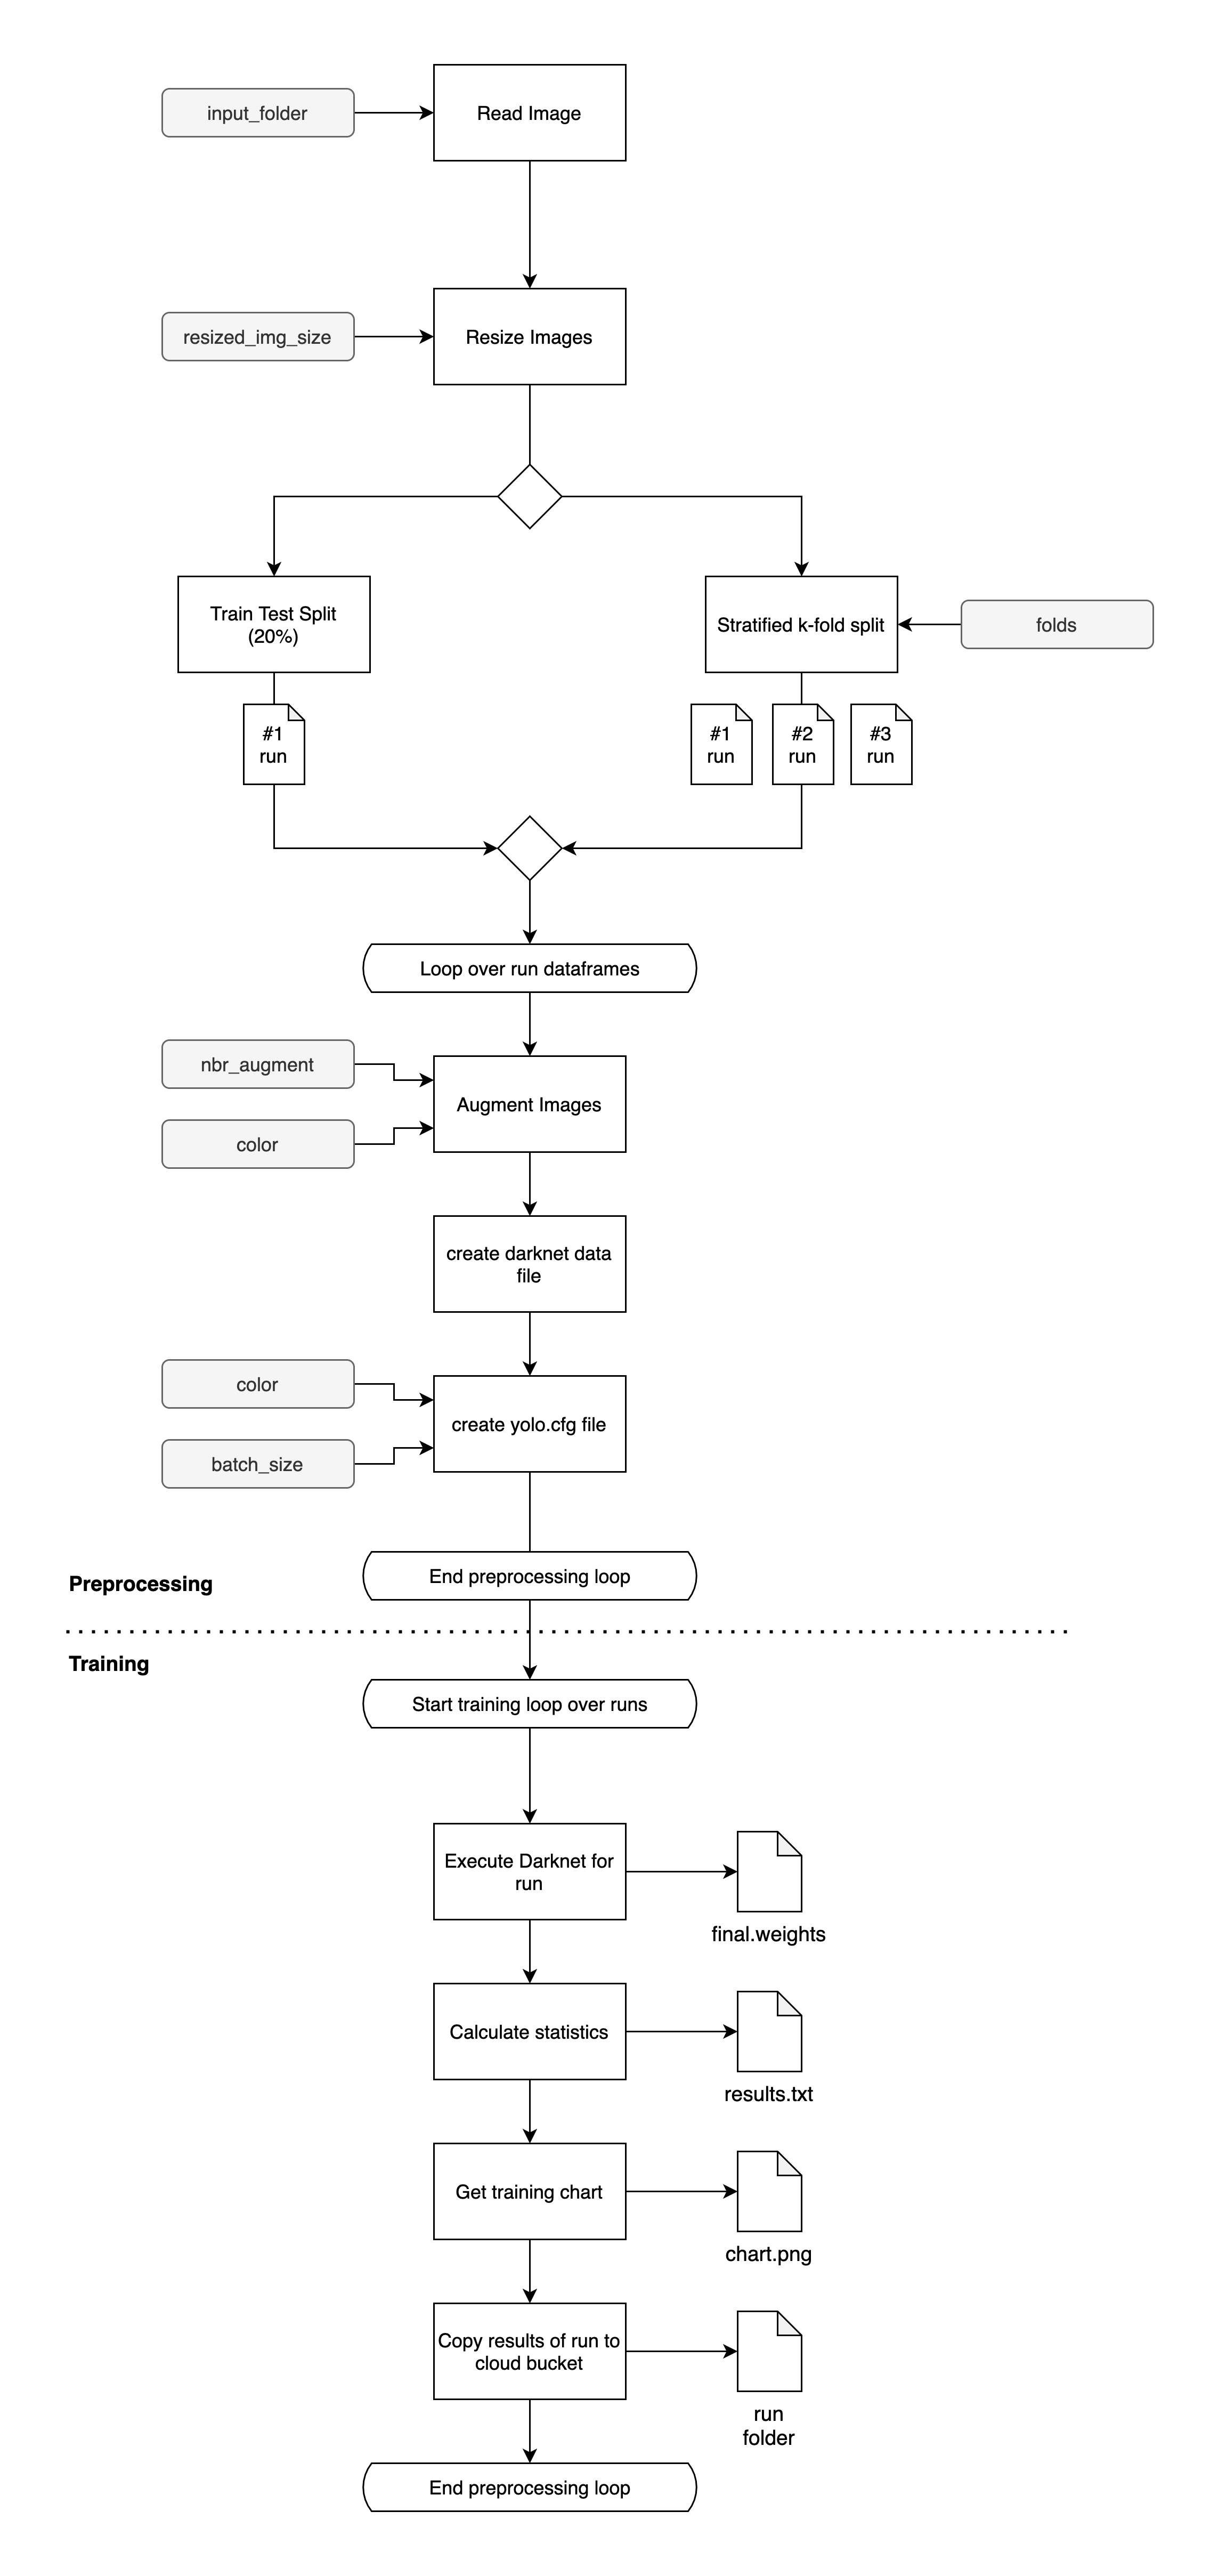 input_folder
Read Image
resized_img_size
Resize Images
Train Test Split
(20%)
Stratified k-fold split
folds
#1
run
#1
run
#2
run
#3
run
Loop over run dataframes
nbr_augment
color
Augment Images
create darknet data
file
color
batch_size
create yolo.cfg file
End preprocessing loop
Preprocessing
Training
Start training loop over runs
Execute Darknet for
run
final.weights
Calculate statistics
results.txt
Get training chart
chart.png
Copy results of run to
cloud bucket
run
folder
End preprocessing loop